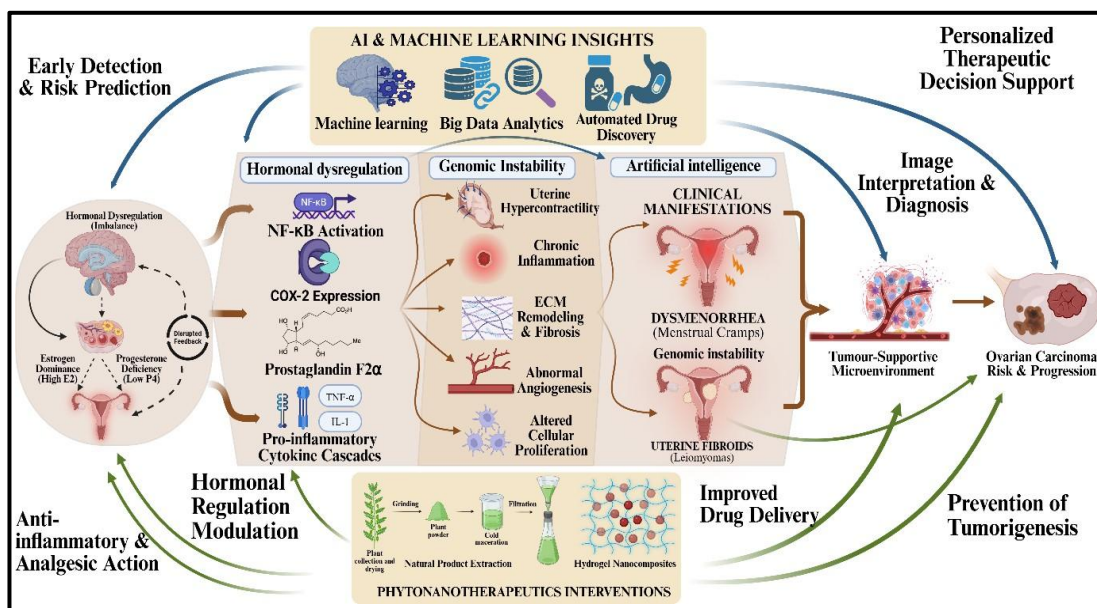 AI & MACHINE LEARNING INSIGHTS
Machine learning
Big Data Analytics
Automated Drug
Discovery
Early Detection
& Risk Prediction
Personalized
Therapeutic
Decision Support
Image
Interpretation &
Diagnosis
Hormonal Dysregulation
(Imbalance)
Disrupted
Feedback
Estrogen
Dominance
(High E2)
Progesterone
Deficiency
(Low P4)
Hormonal dysregulation
NF-κB
NF-κB Activation
COX-2 Expression
CO₂H
HO
HO
Me
OH
Prostaglandin F2α
TNF-α
IL-1
Pro-inflammatory
Cytokine Cascades
Genomic Instability
Uterine
Hypercontractility
Chronic
Inflammation
ECM
Remodeling
& Fibrosis
Abnormal
Angiogenesis
Altered
Cellular
Proliferation
Artificial intelligence
CLINICAL
MANIFESTATIONS
DYSMENORRHEA
(Menstrual Cramps)
Genomic instability
UTERINE FIBROIDS
(Leiomyomas)
Tumour-Supportive
Microenvironment
Ovarian Carcinoma
Risk & Progression
Anti-
inflammatory &
Analgesic Action
Hormonal
Regulation
Modulation
Plant
collection and
drying
Grinding
Plant
powder
Cold
maceration
Filtration
Natural Product Extraction
Hydrogel Nanocomposites
PHYTONANOTHERAPEUTICS INTERVENTIONS
Improved
Drug Delivery
Prevention of
Tumorigenesis